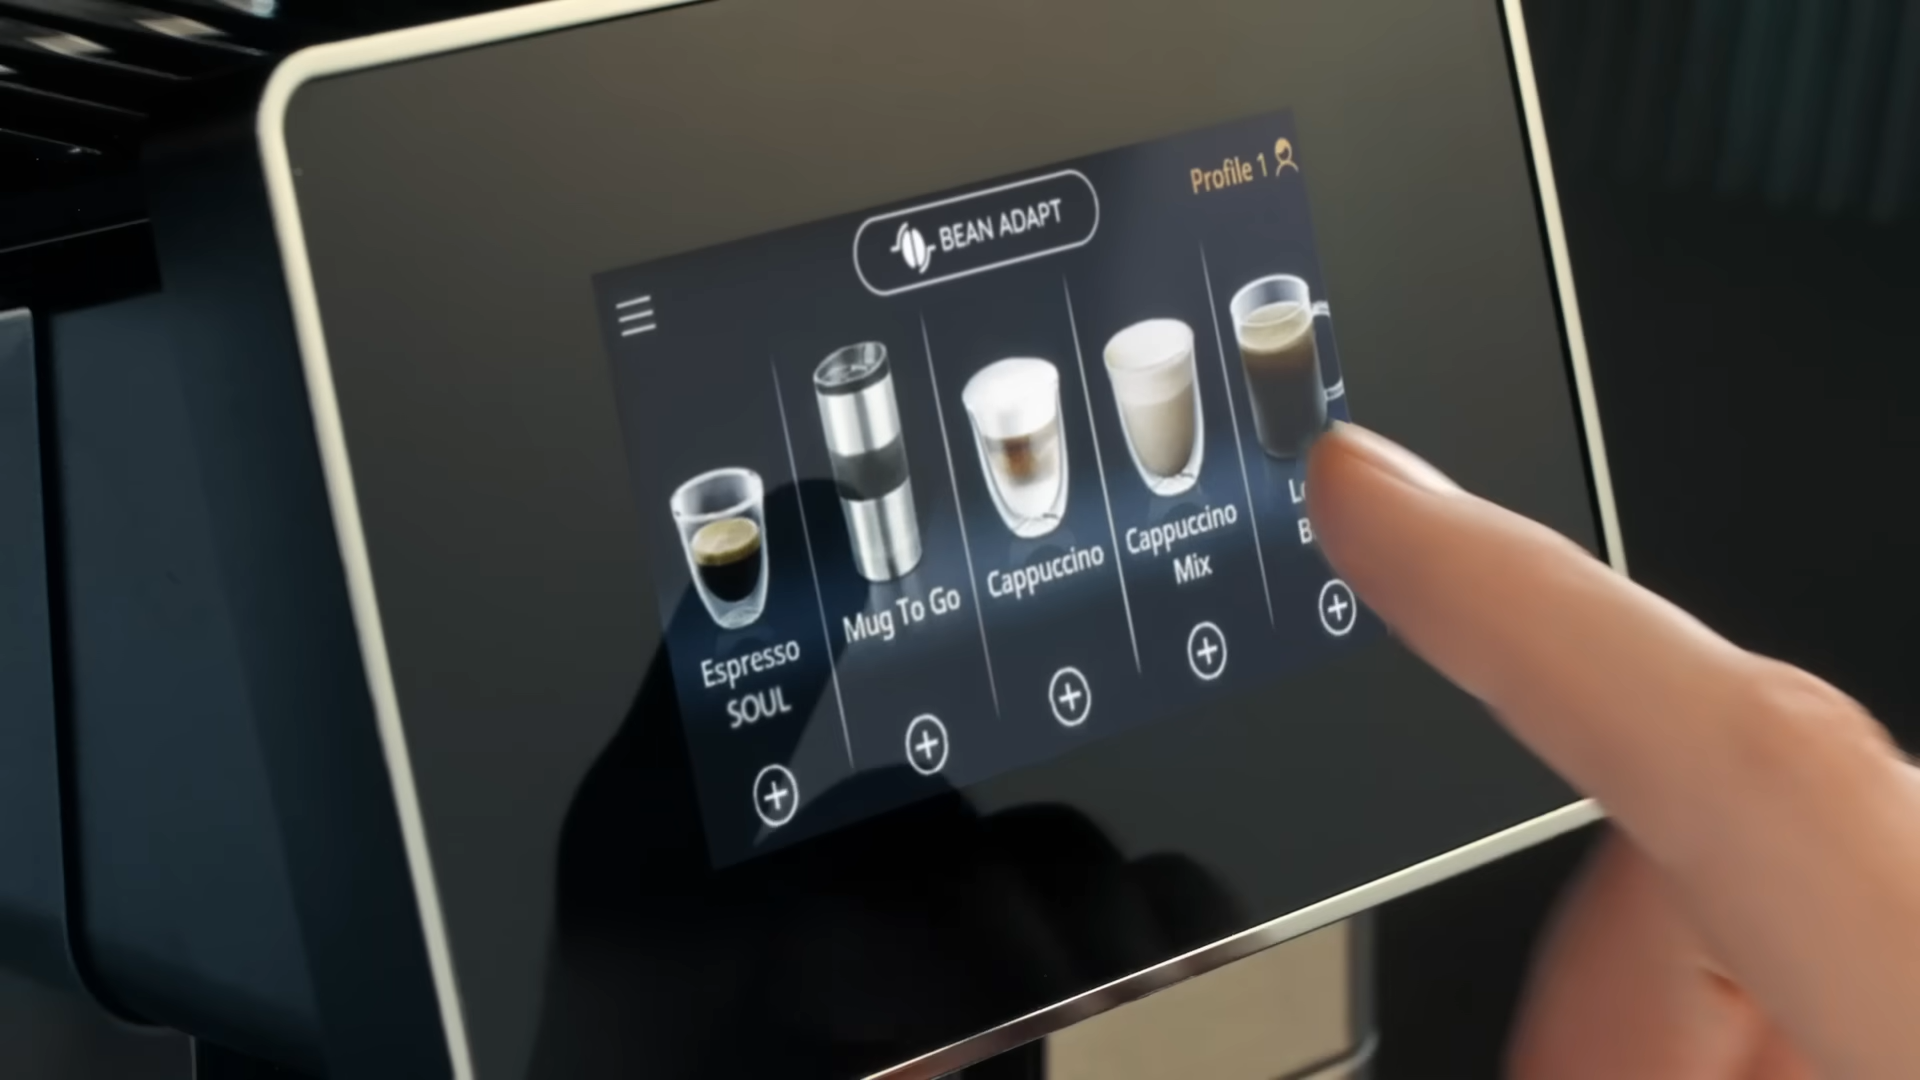 BEAN ADAPT
Profile 1
Espresso
SOUL
Mug To Go
Cappuccino
Cappuccino
Mix